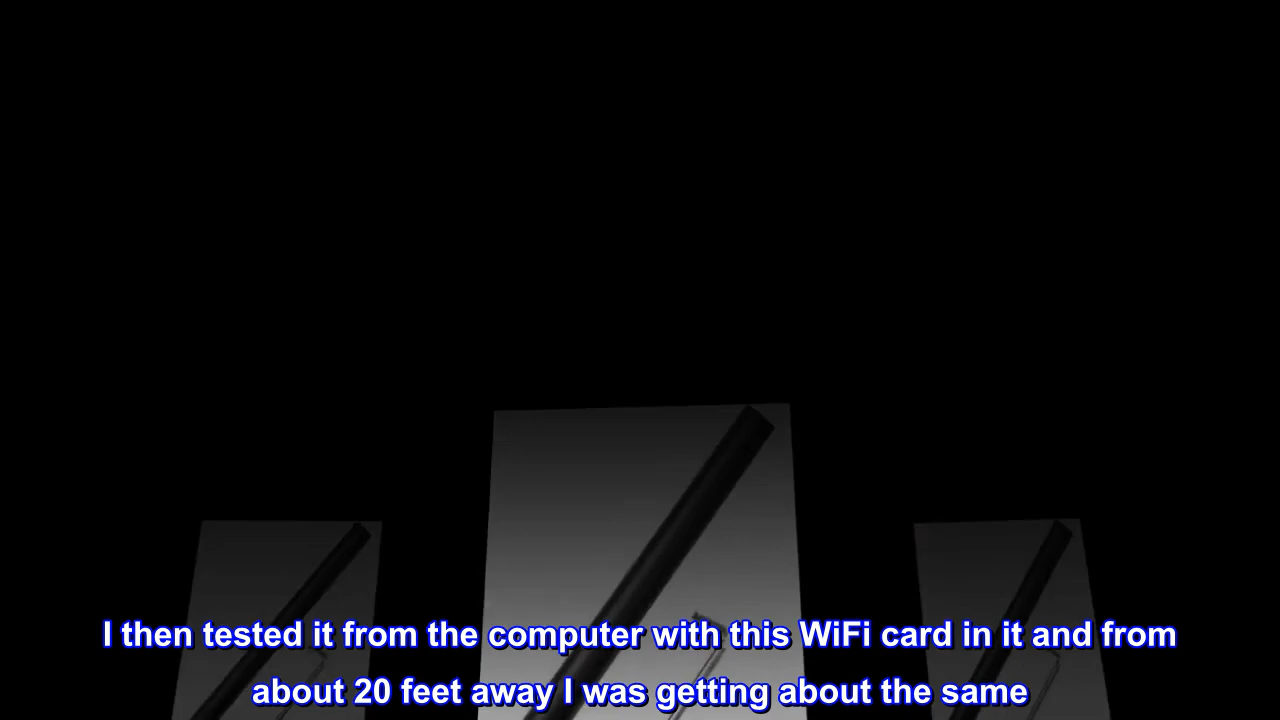 I then tested it from the computer with this WiFi card in it and from
about 20 feet away I was getting about the same